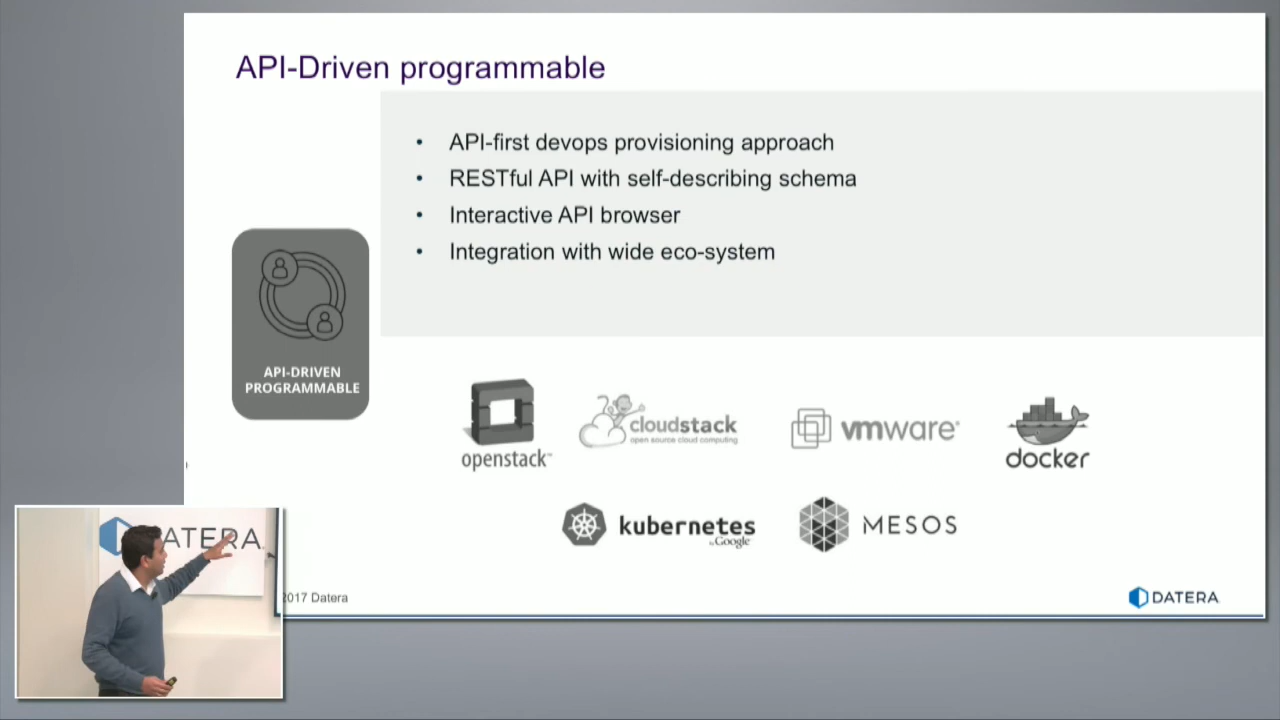 API-Driven programmable
• API-first devops provisioning approach
• RESTful API with self-describing schema
• Interactive API browser
• Integration with wide eco-system
API-DRIVEN
PROGRAMMABLE
openstack™
cloudstack
open source cloud computing
vmware®
docker
kubernetes
by Google
MESOS
DATERA
2017 Datera
DATERA